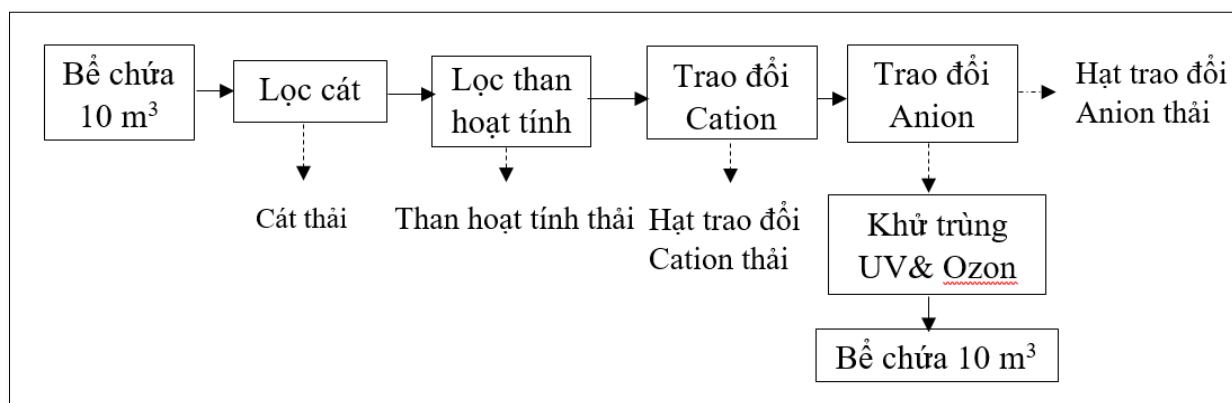 Bể chứa
10 m³
Lọc cát
Lọc than
hoạt tính
Trao đổi
Cation
Trao đổi
Anion
Hạt trao đổi
Anion thải
Cát thải
Than hoạt tính thải
Hạt trao đổi
Cation thải
Khử trùng
UV& Ozon
Bể chứa 10 m³